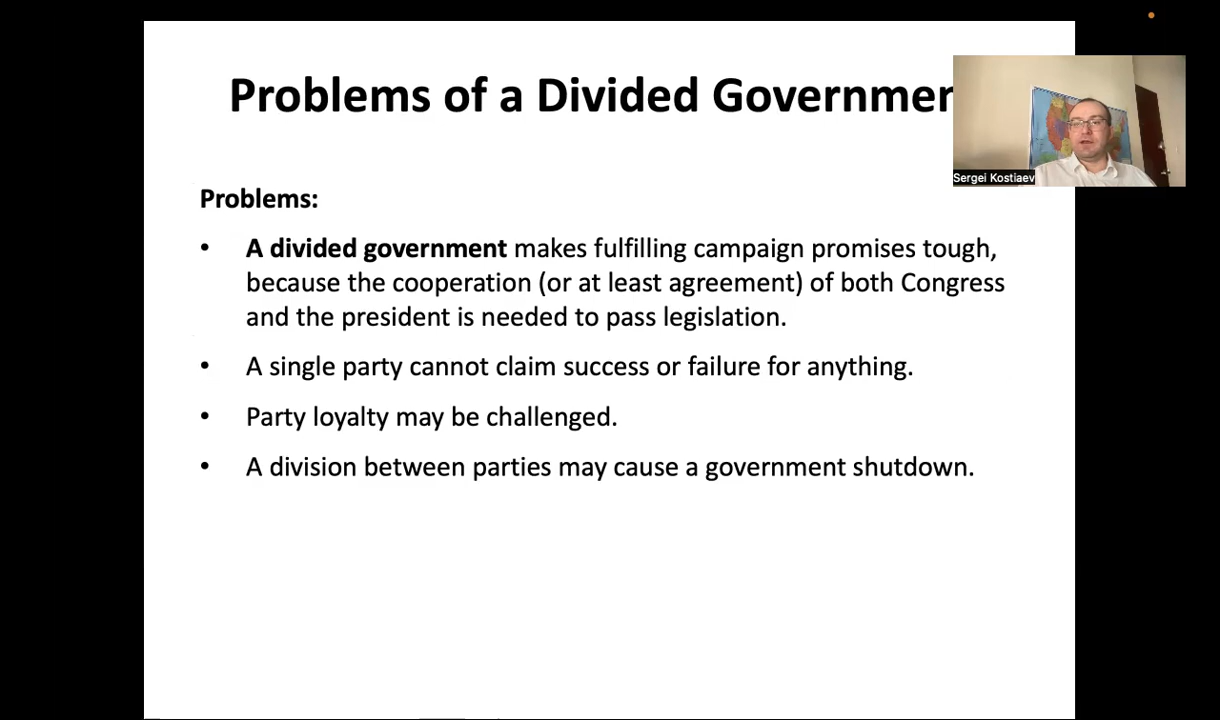 Problems of a Divided Governmen
Sergei Kostiaev
Problems:
• A divided government makes fulfilling campaign promises tough,
because the cooperation (or at least agreement) of both Congress
and the president is needed to pass legislation.
• A single party cannot claim success or failure for anything.
• Party loyalty may be challenged.
• A division between parties may cause a government shutdown.